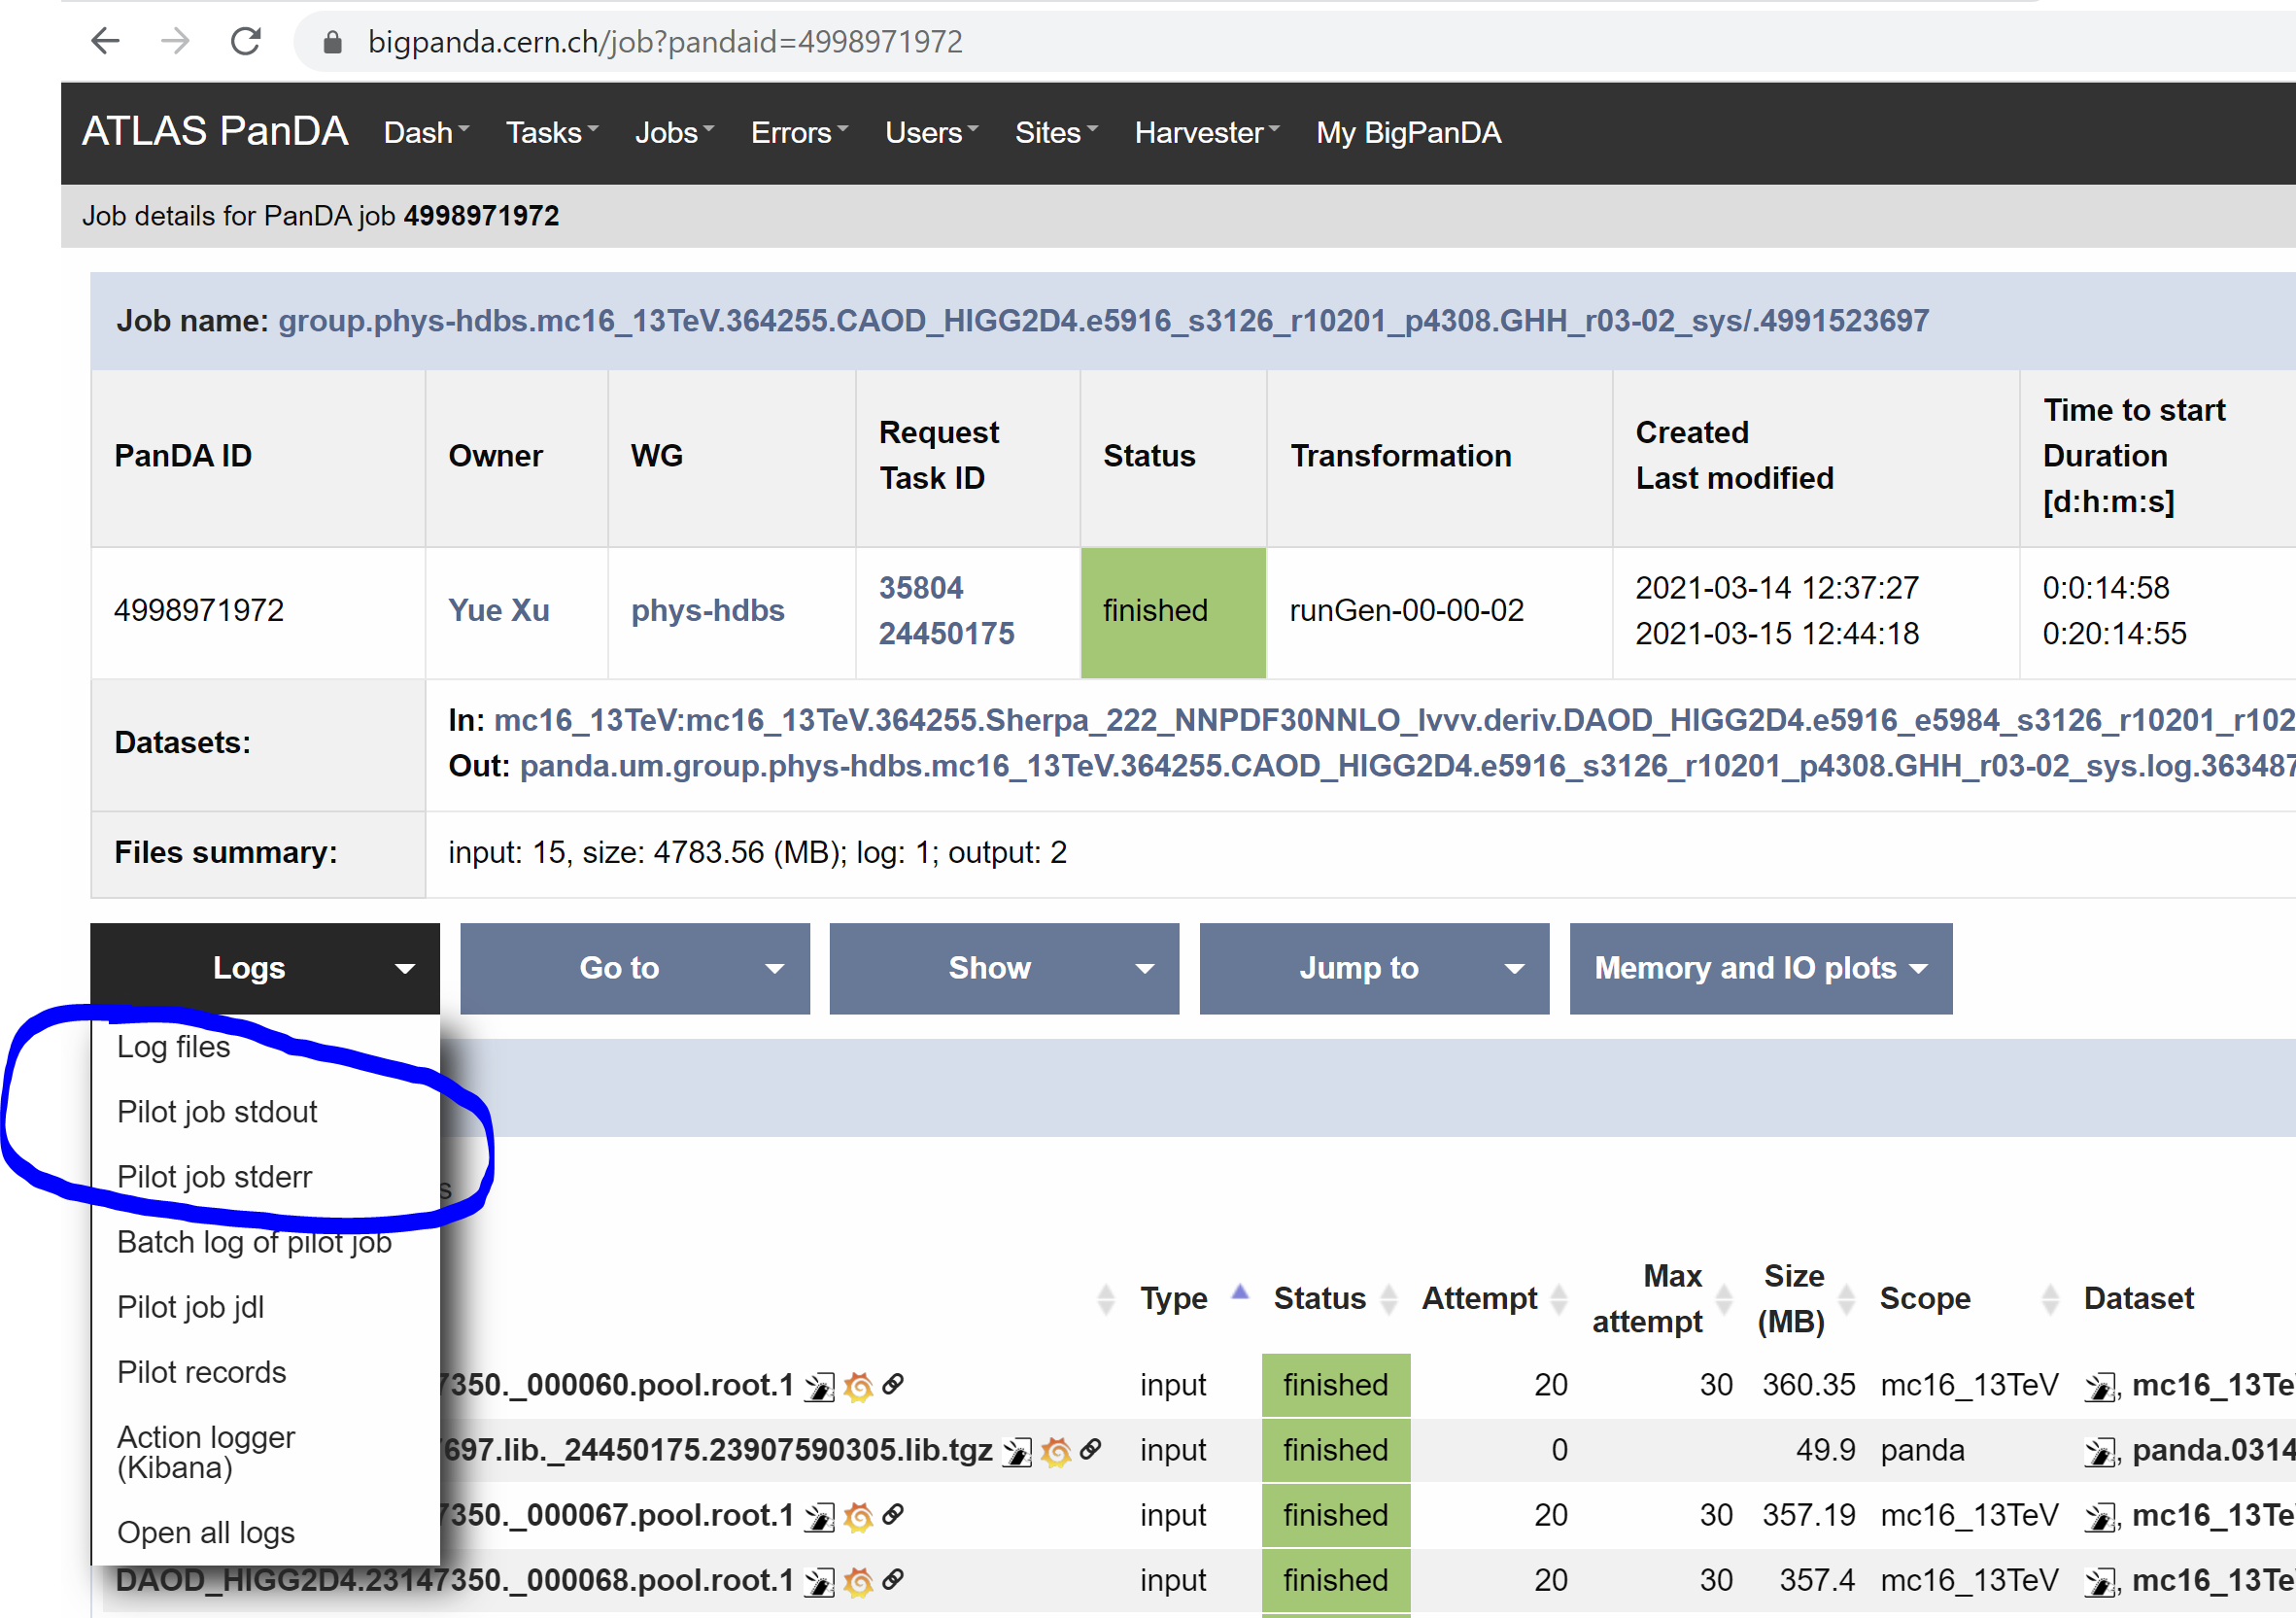 bigpanda.cern.ch/job?pandaid=4998971972
ATLAS PanDA Dash Tasks Jobs Errors Users Sites Harvester My BigPanDA
Job details for PanDA job 4998971972
Job name: group.phys-hdbs.mc16_13TeV.364255.CAOD_HIGG2D4.e5916_s3126_r10201_p4308.GHH_r03-02_sys/.4991523697
PanDA ID Owner WG Request Task ID Status Transformation Created Last modified Time to start Duration [d:h:m:s]
4998971972 Yue Xu phys-hdbs 35804 24450175 finished runGen-00-00-02 2021-03-14 12:37:27 2021-03-15 12:44:18 0:0:14:58 0:20:14:55
Datasets: In: mc16_13TeV:mc16_13TeV.364255.Sherpa_222_NNPDF30NNLO_lvvv.deriv.DAOD_HIGG2D4.e5916_e5984_s3126_r10201_r102
Out: panda.um.group.phys-hdbs.mc16_13TeV.364255.CAOD_HIGG2D4.e5916_s3126_r10201_p4308.GHH_r03-02_sys.log.363487
Files summary: input: 15, size: 4783.56 (MB); log: 1; output: 2
Logs Go to Show Jump to Memory and IO plots
Log files
Pilot job stdout
Pilot job stderr
Batch log of pilot job
Pilot job jdl
Pilot records
Action logger
(Kibana)
Open all logs
Type Status Attempt Max attempt Size (MB) Scope Dataset
7350._000060.pool.root.1 input finished 20 30 360.35 mc16_13TeV , mc16_13Te
697.lib._24450175.23907590305.lib.tgz input finished 0 49.9 panda , panda.0314
7350._000067.pool.root.1 input finished 20 30 357.19 mc16_13TeV , mc16_13Te
DAOD_HIGG2D4.23147350._000068.pool.root.1 input finished 20 30 357.4 mc16_13TeV , mc16_13Te